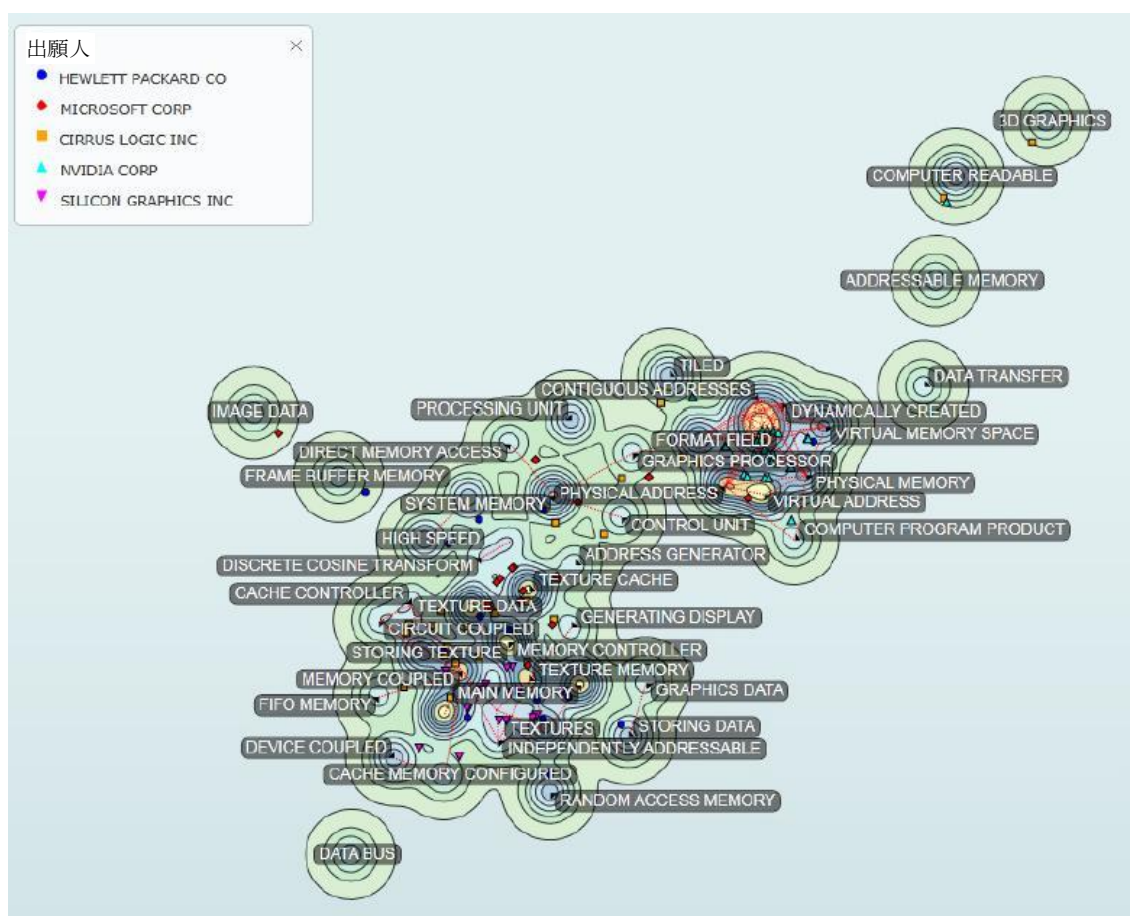 出願人
HEWLETT PACKARD CO
MICROSOFT CORP
CIRRUS LOGIC INC
NVIDIA CORP
SILICON GRAPHICS INC
3D GRAPHICS
COMPUTER READABLE
ADDRESSABLE MEMORY
TILED
DATA TRANSFER
CONTIGUOUS ADDRESSES
PROCESSING UNIT
IMAGE DATA
DYNAMICALLY CREATED
VIRTUAL MEMORY SPACE
FORMAT FIELD
DIRECT MEMORY ACCESS
GRAPHICS PROCESSOR
FRAME BUFFER MEMORY
PHYSICAL MEMORY
PHYSICAL ADDRESS
VIRTUAL ADDRESS
SYSTEM MEMORY
CONTROL UNIT
COMPUTER PROGRAM PRODUCT
HIGH SPEED
ADDRESS GENERATOR
DISCRETE COSINE TRANSFORM
TEXTURE CACHE
CACHE CONTROLLER
TEXTURE DATA
GENERATING DISPLAY
CIRCUIT COUPLED
STORING TEXTURE
MEMORY CONTROLLER
TEXTURE MEMORY
MEMORY COUPLED
GRAPHICS DATA
MAIN MEMORY
FIFO MEMORY
STORING DATA
TEXTURES
DEVICE COUPLED
INDEPENDENTLY ADDRESSABLE
CACHE MEMORY CONFIGURED
RANDOM ACCESS MEMORY
DATA BUS